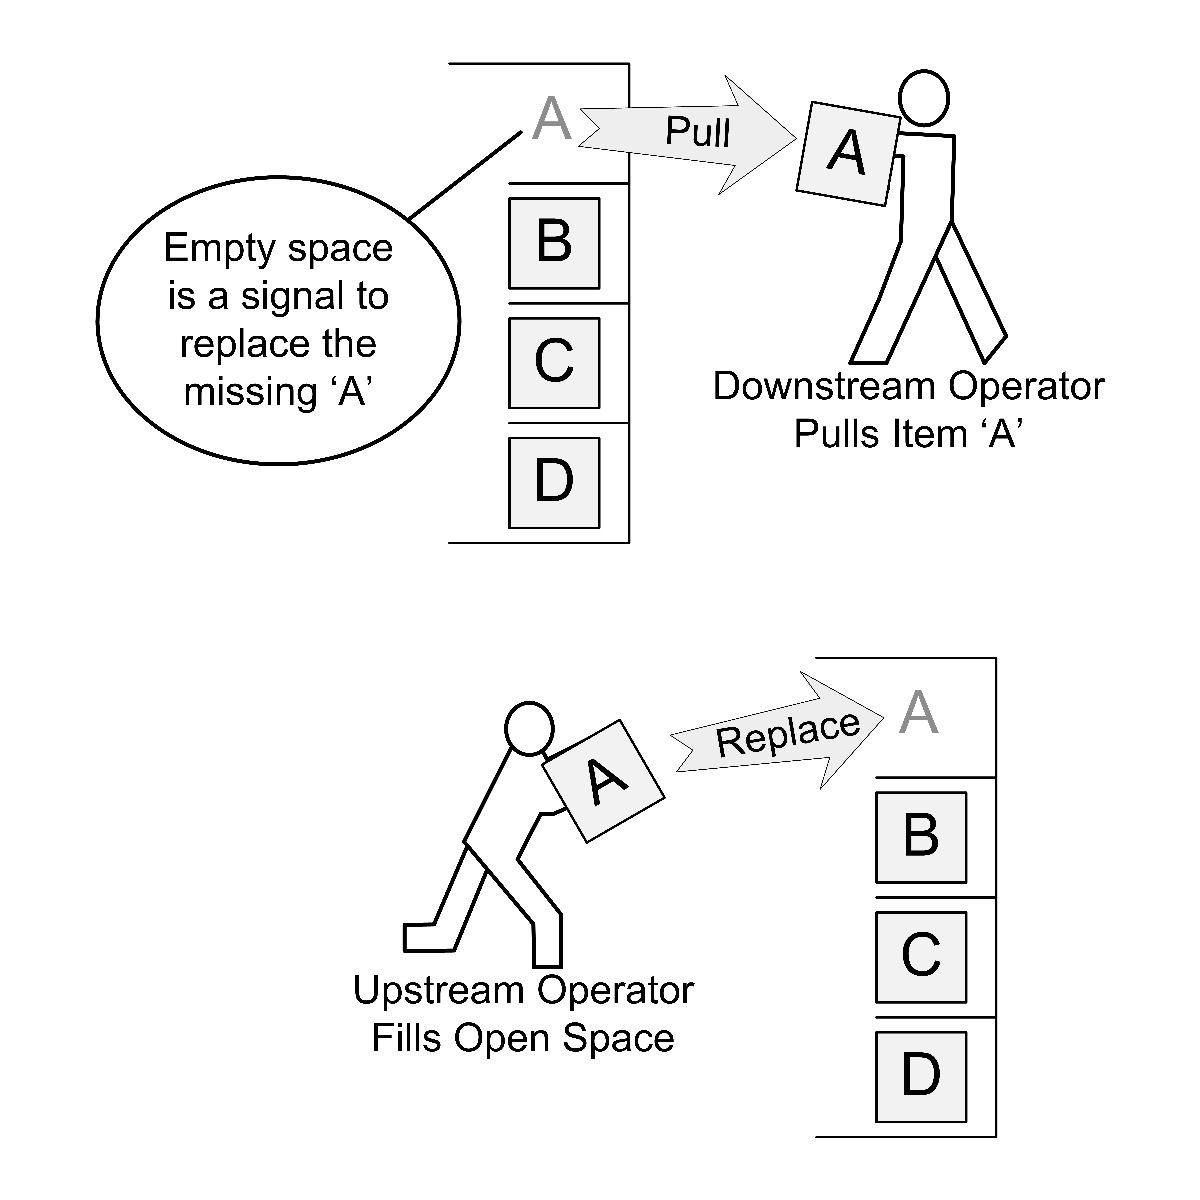 A
Pull
A
B
C
D
Empty space
is a signal to
replace the
missing ‘A’
Downstream Operator
Pulls Item ‘A’
A
Replace
A
B
C
D
Upstream Operator
Fills Open Space